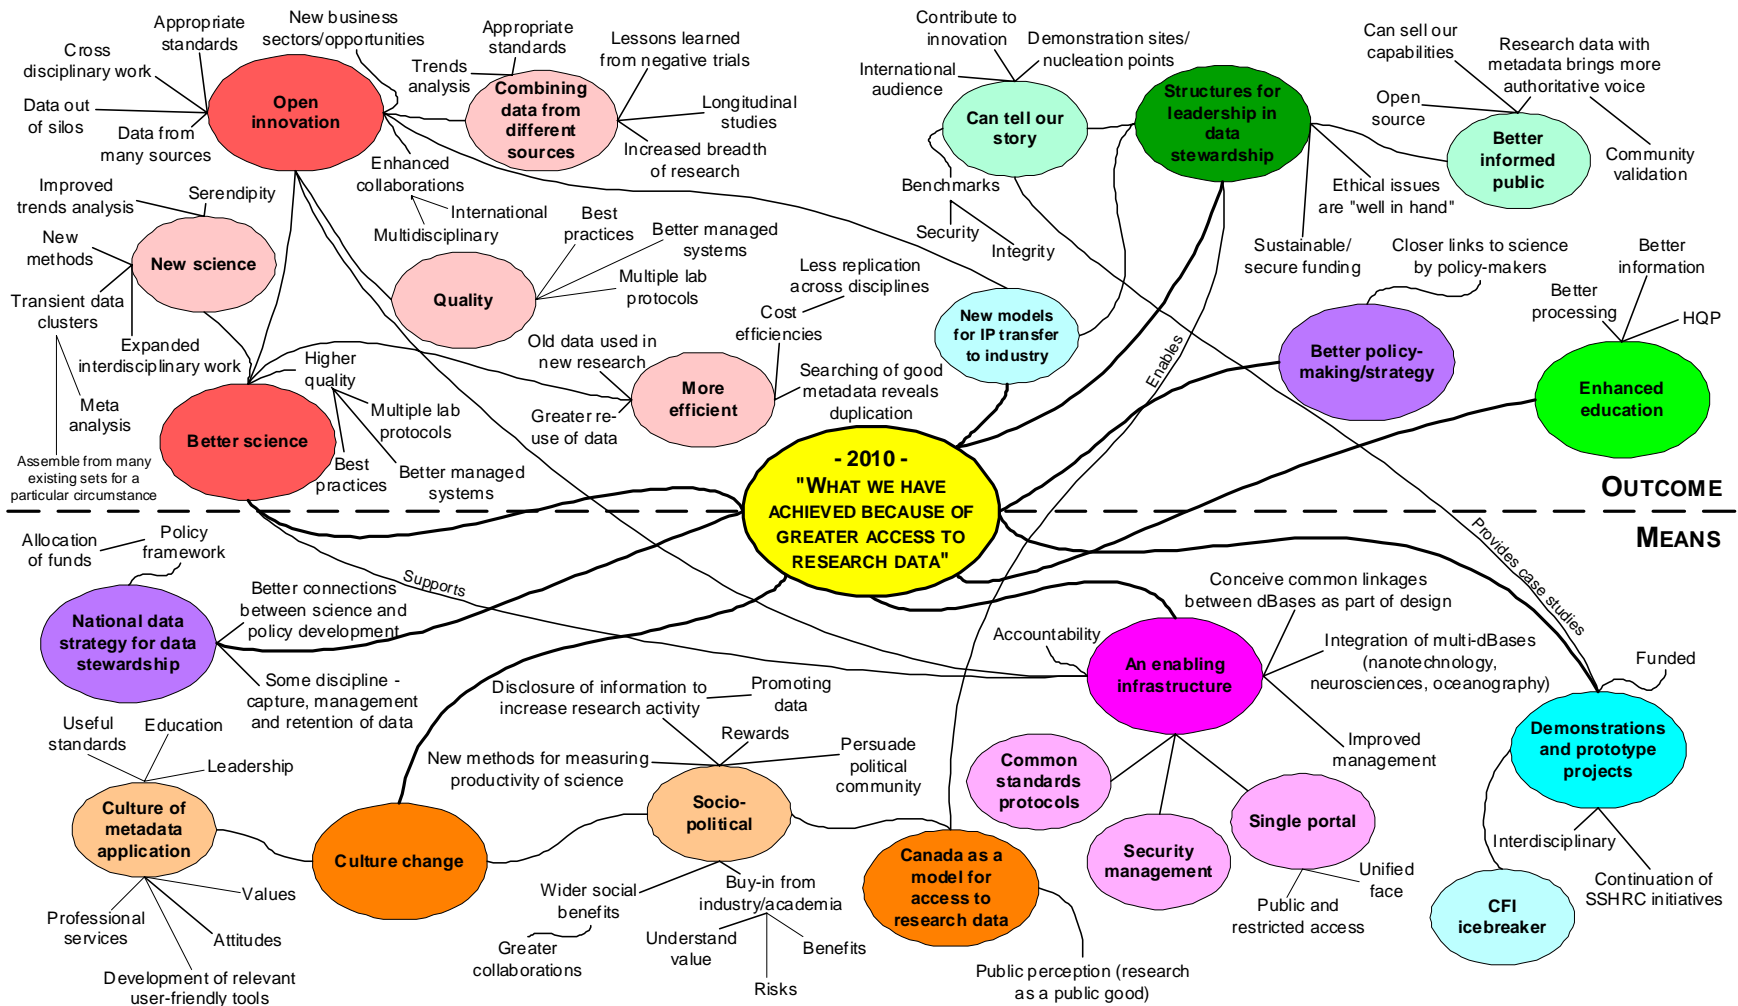 Appropriate
standards
Cross
disciplinary work
Data out
of silos
Data from
many sources
Open
innovation
New business
sectors/opportunities
Appropriate
standards
Trends
analysis
Lessons learned
from negative trials
Combining
data from
different
sources
Longitudinal
studies
Increased breadth
of research
Enhanced
collaborations
International
Multidisciplinary
Improved
trends analysis
Serendipity
New
methods
New science
Transient data
clusters
Expanded
interdisciplinary work
Meta
analysis
Assemble from many
existing sets for a
particular circumstance
Best
practices
Better managed
systems
Multiple lab
protocols
Quality
Higher
quality
Multiple lab
protocols
Best
practices
Better managed
systems
Better science
Less replication
across disciplines
Cost
efficiencies
Old data used in
new research
More
efficient
Greater re-
use of data
Searching of good
metadata reveals
duplication
Contribute to
innovation
Demonstration sites/
nucleation points
International
audience
Can tell our
story
Benchmarks
Security
Integrity
Structures for
leadership in
data
stewardship
Can sell our
capabilities
Research data with
metadata brings more
authoritative voice
Open
source
Better
informed
public
Community
validation
Ethical issues
are "well in hand"
Sustainable/
secure funding
New models
for IP transfer
to industry
Enables
Closer links to science
by policy-makers
Better policy-
making/strategy
Better
information
Better
processing
HQP
Enhanced
education
- 2010 -
"WHAT WE HAVE
ACHIEVED BECAUSE OF
GREATER ACCESS TO
RESEARCH DATA"
OUTCOME
MEANS
Allocation
of funds
Policy
framework
National data
strategy for data
stewardship
Better connections
between science and
policy development
Some discipline -
capture, management
and retention of data
Supports
Useful
standards
Education
Leadership
Culture of
metadata
application
Values
Professional
services
Attitudes
Development of relevant
user-friendly tools
Culture change
Disclosure of information to
increase research activity
Promoting
data
Rewards
New methods for measuring
productivity of science
Persuade
political
community
Socio-
political
Wider social
benefits
Greater
collaborations
Buy-in from
industry/academia
Understand
value
Benefits
Risks
Canada as a
model for
access to
research data
Public perception (research
as a public good)
Accountability
An enabling
infrastructure
Conceive common linkages
between dBases as part of design
Integration of multi-dBases
(nanotechnology,
neurosciences, oceanography)
Improved
management
Common
standards
protocols
Security
management
Single portal
Unified
face
Public and
restricted access
Provides case studies
Funded
Demonstrations
and prototype
projects
Interdisciplinary
Continuation of
SSHRC initiatives
CFI
icebreaker